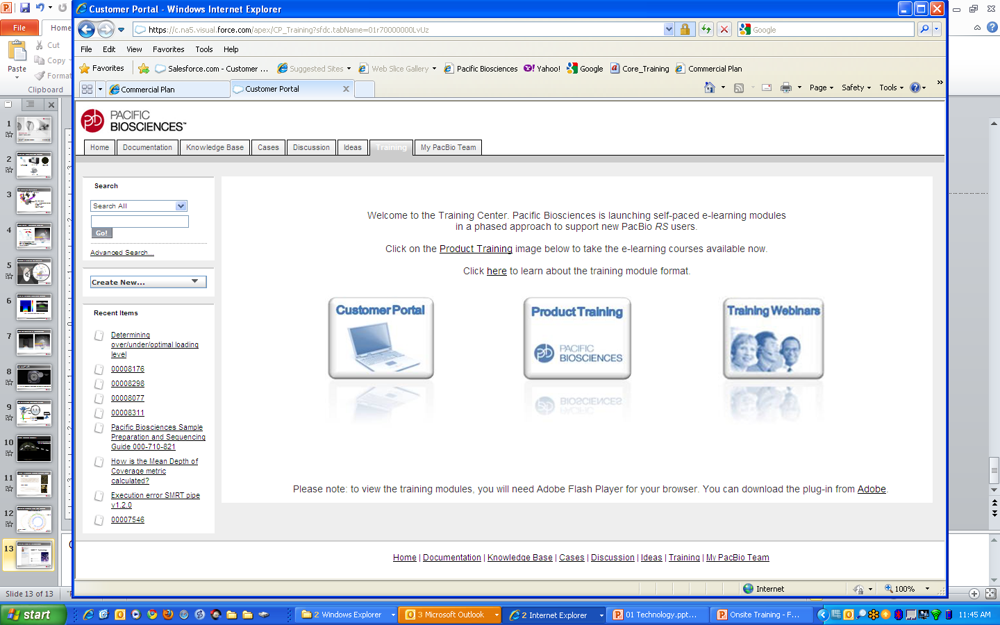 Customer Portal - Windows Internet Explorer
File
Home
https://c.na5.visual.force.com/apex/CP_Training?sfdc.tabName=01r70000000LvUz
Google
Paste
Cut
Copy
Format
Clipboard
File Edit View Favorites Tools Help
Favorites
Salesforce.com - Customer ...
Suggested Sites
Web Slice Gallery
Pacific Biosciences
Yahoo!
Google
Core_Training
Commercial Plan
Commercial Plan
Customer Portal
Page Safety Tools
PACIFIC
BIOSCIENCES™
Home Documentation Knowledge Base Cases Discussion Ideas Training My PacBio Team
Search
Search All
Go!
Advanced Search...
Create New...
Recent Items
Determining
over/under/optimal loading
level
00008176
00008298
00008077
00008311
Pacific Biosciences Sample
Preparation and Sequencing
Guide 000-710-821
How is the Mean Depth of
Coverage metric
calculated?
Execution error SMRT pipe
v1.2.0
00007546
Welcome to the Training Center. Pacific Biosciences is launching self-paced e-learning modules
in a phased approach to support new PacBio RS users.
Click on the Product Training image below to take the e-learning courses available now.
Click here to learn about the training module format.
Customer Portal
Product Training
PACIFIC
BIOSCIENCES
Training Webinars
Please note: to view the training modules, you will need Adobe Flash Player for your browser. You can download the plug-in from Adobe.
Home | Documentation | Knowledge Base | Cases | Discussion | Ideas | Training | My PacBio Team
Internet
100%
1
2
3
4
5
6
7
8
9
10
11
12
13
Slide 13 of 13
start
2 Windows Explorer
3 Microsoft Outlook
2 Internet Explorer
01 Technology.ppt...
Onsite Training - F...
11:45 AM